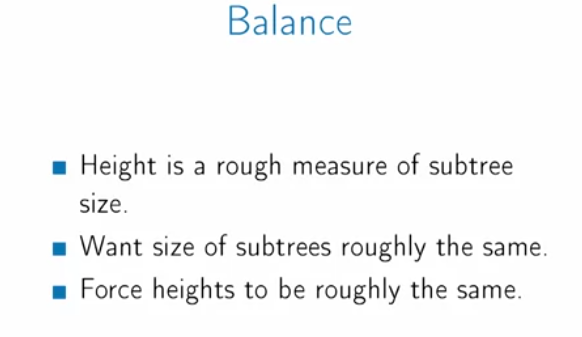 Balance
Height is a rough measure of subtree
size.
Want size of subtrees roughly the same.
Force heights to be roughly the same.